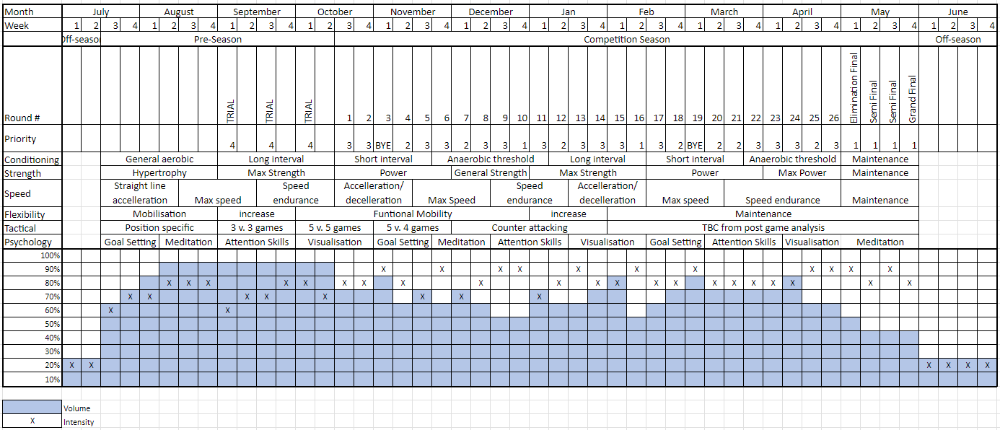 Month July August September October November December Jan Feb March April May June
Week 1 2 3 4 1 2 3 4 1 2 3 4 1 2 3 4 1 2 3 4 1 2 3 4 1 2 3 4 1 2 3 4 1 2 3 4 1 2 3 4 1 2 3 4 1 2 3 4
Off-season Pre-Season Competition Season Off-season
Round # TRIAL TRIAL TRIAL 1 2 3 4 5 6 7 8 9 10 11 12 13 14 15 16 17 18 19 20 21 22 23 24 25 26 Elimination Final Semi Final Semi Final Grand Final
Priority 4 4 4 3 3 BYE 2 3 3 2 3 3 1 3 2 3 3 3 1 3 2 BYE 2 2 3 3 3 2 3 1 1 1 1
Conditioning General aerobic Long interval Short interval Anaerobic threshold Long interval Short interval Anaerobic threshold Maintenance
Strength Hypertrophy Max Strength Power General Strength Max Strength Power Max Power Maintenance
Speed Straight line accelleration Max speed Speed endurance Accelleration/ decelleration Max Speed Speed endurance Accelleration/ decelleration Max speed Speed endurance Maintenance
Flexibility Mobilisation increase Funtional Mobility increase Maintenance
Tactical Position specific 3 v. 3 games 5 v. 5 games 5 v. 4 games Counter attacking TBC from post game analysis
Psychology Goal Setting Meditation Attention Skills Visualisation Goal Setting Meditation Attention Skills Visualisation Goal Setting Attention Skills Visualisation Meditation
100%
90% X X X X X X X X X X X
80% X X X X X X X X X X X X X X X X X X X X X
70% X X X X X X X X
60% X X
50%
40%
30%
20% X X X X X X
10%
Volume
X Intensity